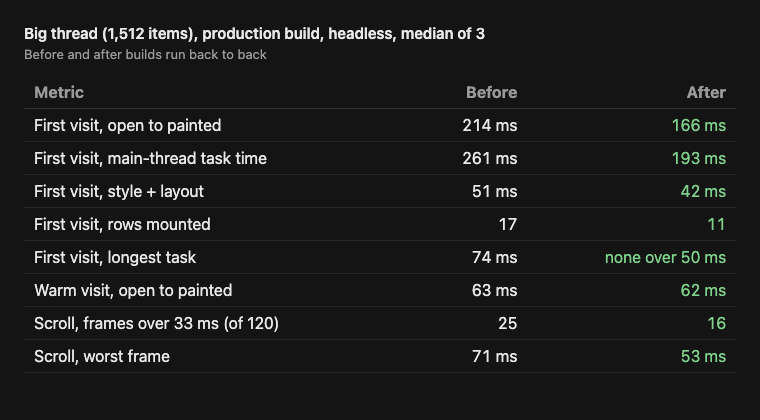 Big thread (1,512 items), production build, headless, median of 3
Before and after builds run back to back
Metric Before After
First visit, open to painted 214 ms 166 ms
First visit, main-thread task time 261 ms 193 ms
First visit, style + layout 51 ms 42 ms
First visit, rows mounted 17 11
First visit, longest task 74 ms none over 50 ms
Warm visit, open to painted 63 ms 62 ms
Scroll, frames over 33 ms (of 120) 25 16
Scroll, worst frame 71 ms 53 ms